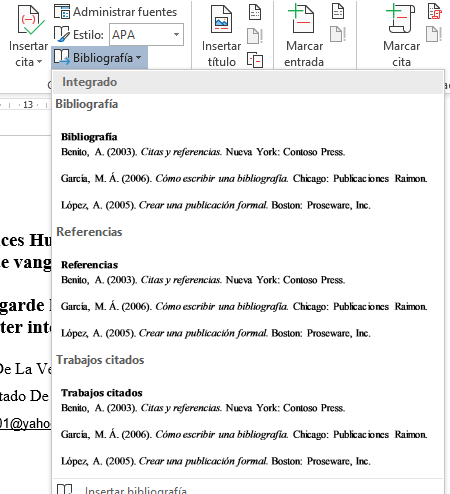 Insertar
cita
Administrar fuentes
Estilo: APA
Bibliografía
Insertar
título
Marcar
entrada
Marcar
cita
13
Integrado
Bibliografía
Bibliografía
Benito, A. (2003). Citas y referencias. Nueva York: Contoso Press.
García, M. Á. (2006). Cómo escribir una bibliografía. Chicago: Publicaciones Raimon.
López, A. (2005). Crear una publicación formal. Boston: Proseware, Inc.
Referencias
Referencias
Benito, A. (2003). Citas y referencias. Nueva York: Contoso Press.
García, M. Á. (2006). Cómo escribir una bibliografía. Chicago: Publicaciones Raimon.
López, A. (2005). Crear una publicación formal. Boston: Proseware, Inc.
Trabajos citados
Trabajos citados
Benito, A. (2003). Citas y referencias. Nueva York: Contoso Press.
García, M. Á. (2006). Cómo escribir una bibliografía. Chicago: Publicaciones Raimon.
López, A. (2005). Crear una publicación formal. Boston: Proseware, Inc.
Insertar bibliografía
ces Hu
e vang
garde
ter int
De La Ve
tado De
01@yaho